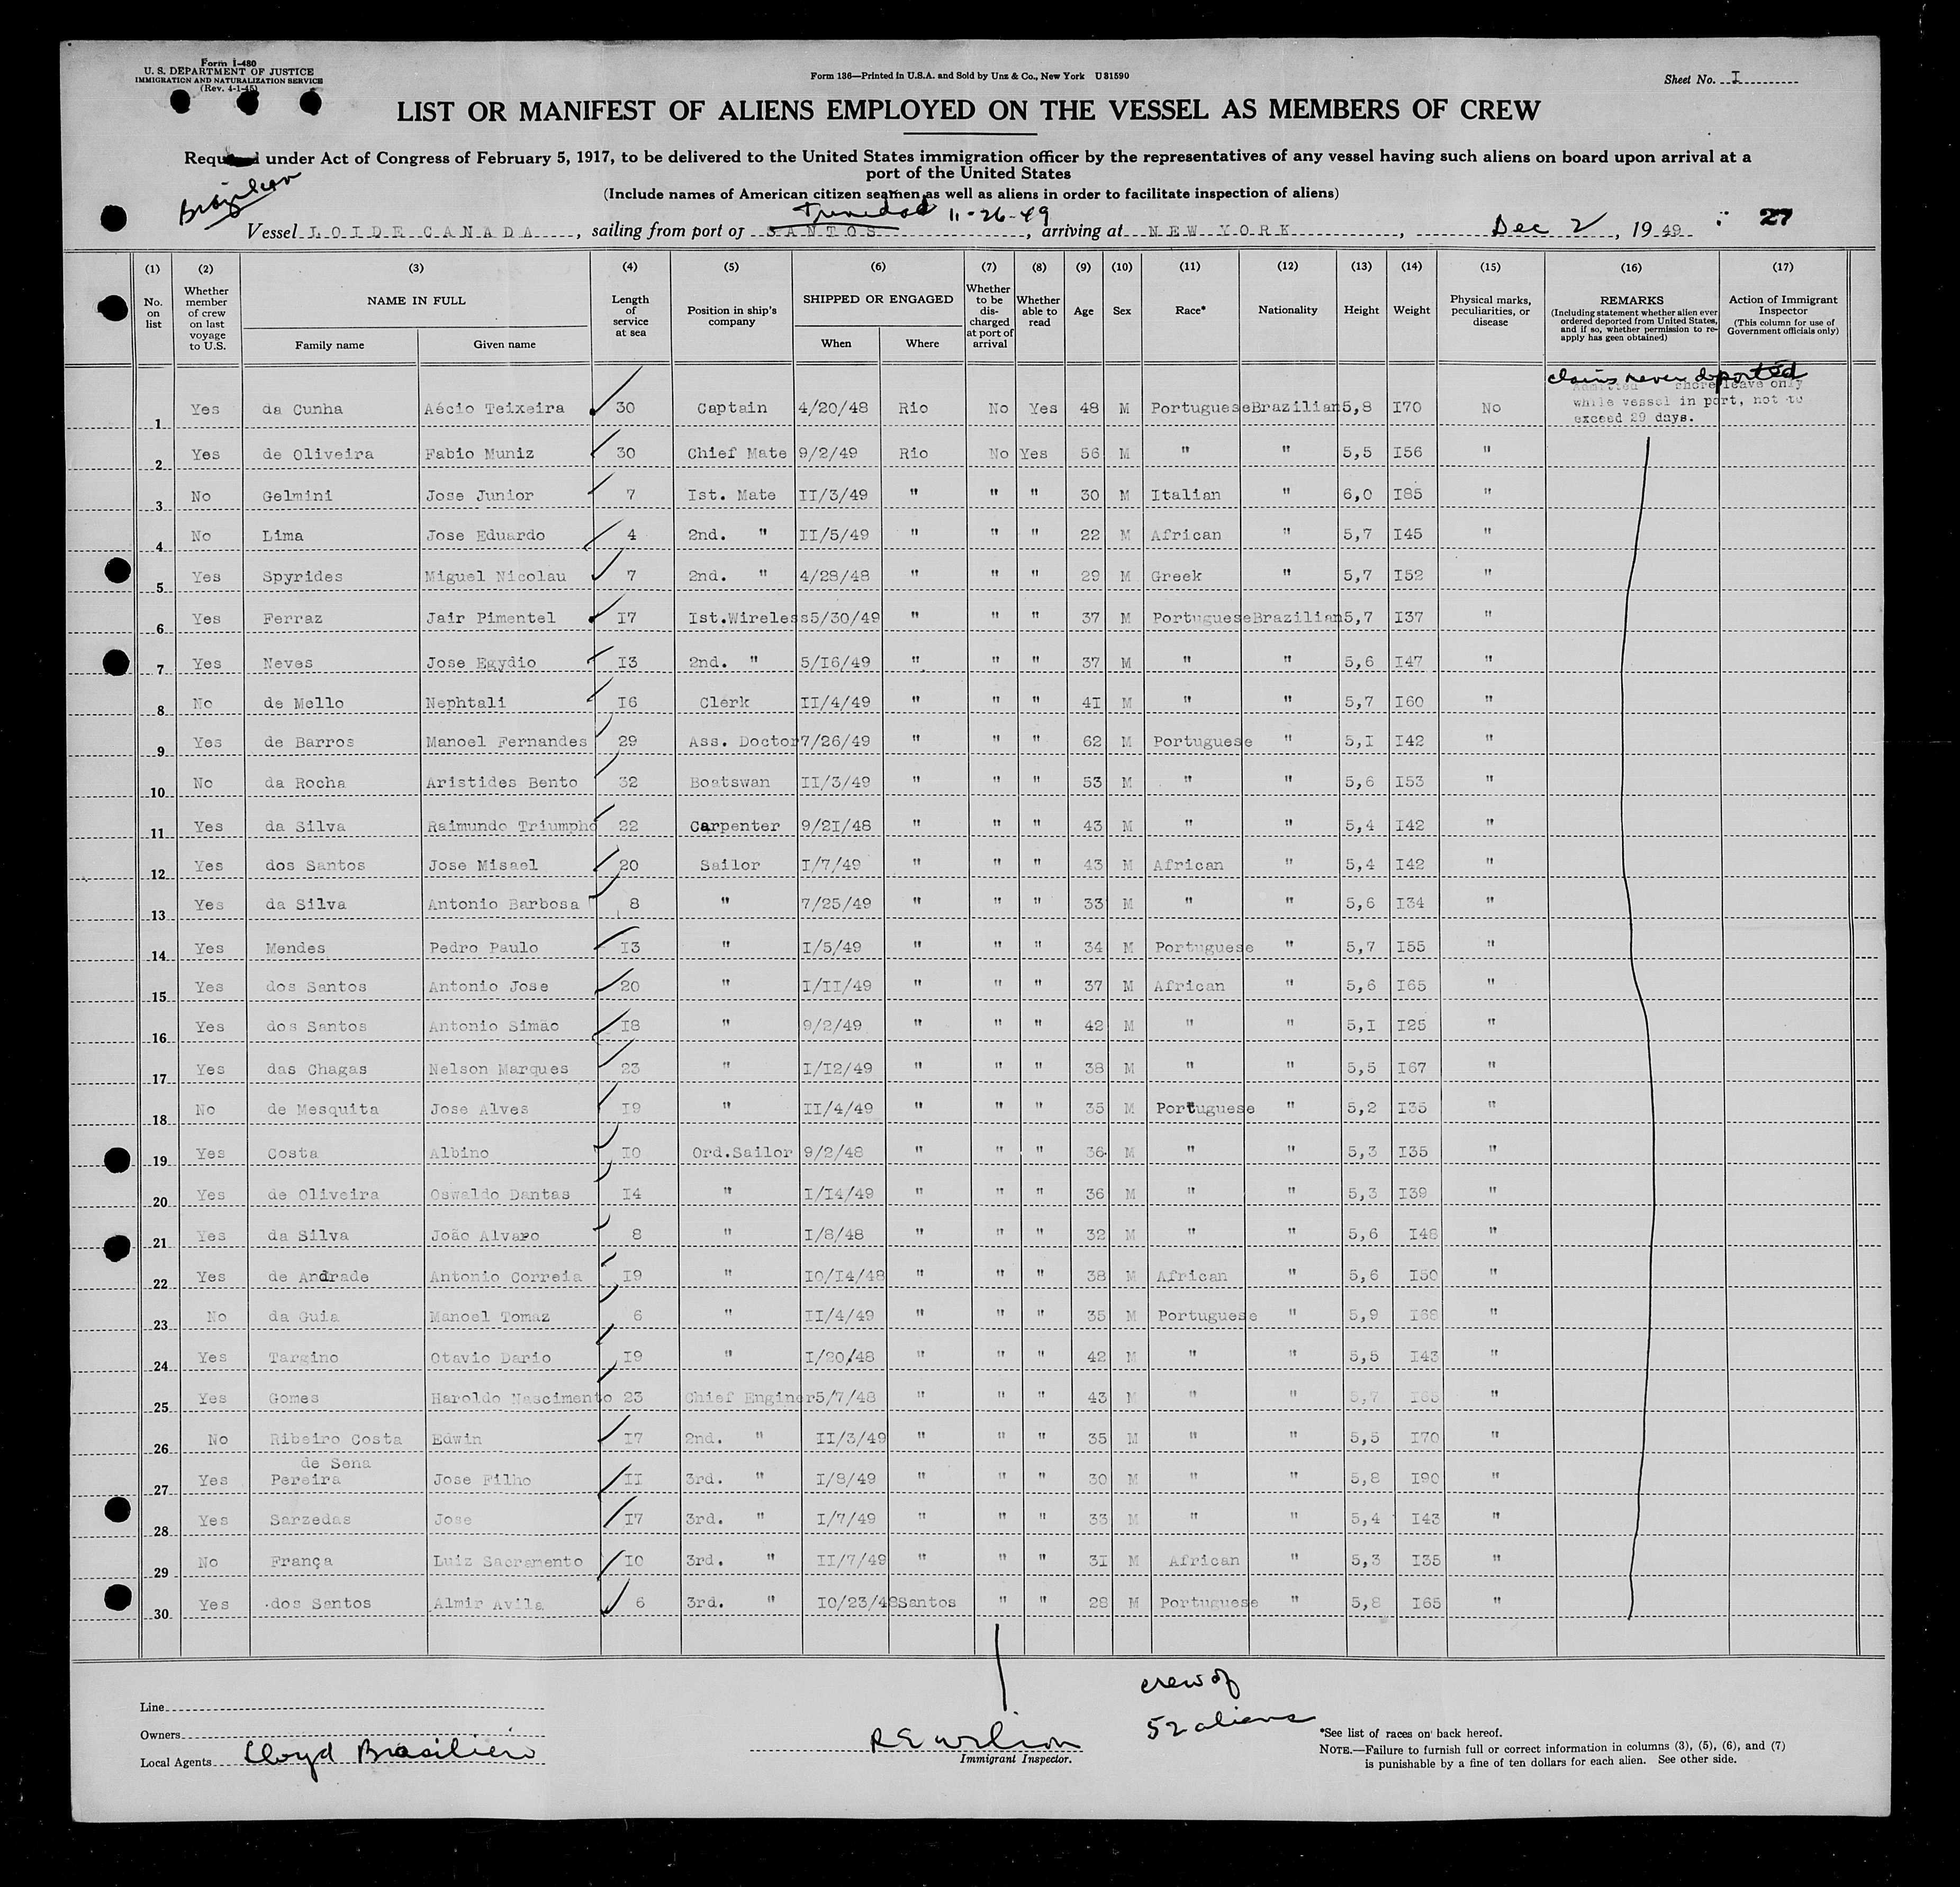 Form I-480
U. S. DEPARTMENT OF JUSTICE
IMMIGRATION AND NATURALIZATION SERVICE
(Rev. 4-1-45)
Form 136—Printed in U.S.A. and Sold by Unz & Co., New York U31590
Sheet No. I
LIST OR MANIFEST OF ALIENS EMPLOYED ON THE VESSEL AS MEMBERS OF CREW
Required under Act of Congress of February 5, 1917, to be delivered to the United States immigration officer by the representatives of any vessel having such aliens on board upon arrival at a
port of the United States
(Include names of American citizen seamen as well as aliens in order to facilitate inspection of aliens)
Brazilian
Trinidad 11-26-49
Vessel LOIDE CANADA, sailing from port of SANTOS, arriving at NEW YORK, Dec 2, 1949 27
(1) (2) (3) (4) (5) (6) (7) (8) (9) (10) (11) (12) (13) (14) (15) (16) (17)
No. on list
Whether member of crew on last voyage to U.S.
NAME IN FULL
Family name Given name
Length of service at sea
Position in ship's company
SHIPPED OR ENGAGED
When Where
Whether to be discharged at port of arrival
Whether able to read
Age
Sex
Race*
Nationality
Height
Weight
Physical marks, peculiarities, or disease
REMARKS
(Including statement whether alien ever ordered deported from United States, and if so, whether permission to re-apply has geen obtained)
Action of Immigrant Inspector
(This column for use of Government officials only)
claims never deported
Admitted shore leave only
while vessel in port, not to
exceed 29 days.
1 Yes da Cunha Aécio Teixeira 30 Captain 4/20/48 Rio No Yes 48 M Portuguese Brazilian 5,8 I70 No
2 Yes de Oliveira Fabio Muniz 30 Chief Mate 9/2/49 Rio No Yes 56 M " " 5,5 I56 "
3 No Gelmini Jose Junior 7 Ist. Mate II/3/49 " " " 30 M Italian " 6,0 I85 "
4 No Lima Jose Eduardo 4 2nd. " II/5/49 " " " 22 M African " 5,7 I45 "
5 Yes Spyrides Miguel Nicolau 7 2nd. " 4/28/48 " " " 29 M Greek " 5,7 I52 "
6 Yes Ferraz Jair Pimentel I7 Ist.Wireless 5/30/49 " " " 37 M Portuguese Brazilian 5,7 I37 "
7 Yes Neves Jose Egydio I3 2nd. " 5/I6/49 " " " 37 M " " 5,6 I47 "
8 No de Mello Nephtali I6 Clerk II/4/49 " " " 4I M " " 5,7 I60 "
9 Yes de Barros Manoel Fernandes 29 Ass. Doctor 7/26/49 " " " 62 M Portuguese " 5,I I42 "
10 No da Rocha Aristides Bento 32 Boatswan II/3/49 " " " 53 M " " 5,6 I53 "
11 Yes da Silva Raimundo Triumpho 22 Carpenter 9/2I/48 " " " 43 M " " 5,4 I42 "
12 Yes dos Santos Jose Misael 20 Sailor I/7/49 " " " 43 M African " 5,4 I42 "
13 Yes da Silva Antonio Barbosa 8 " 7/25/49 " " " 33 M " " 5,6 I34 "
14 Yes Mendes Pedro Paulo I3 " I/5/49 " " " 34 M Portuguese " 5,7 I55 "
15 Yes dos Santos Antonio Jose 20 " I/II/49 " " " 37 M African " 5,6 I65 "
16 Yes dos Santos Antonio Simão I8 " 9/2/49 " " " 42 M " " 5,I I25 "
17 Yes das Chagas Nelson Marques 23 " I/I2/49 " " " 38 M " " 5,5 I67 "
18 No de Mesquita Jose Alves I9 " II/4/49 " " " 35 M Portuguese " 5,2 I35 "
19 Yes Costa Albino I0 Ord.Sailor 9/2/48 " " " 36 M " " 5,3 I35 "
20 Yes de Oliveira Oswaldo Dantas I4 " I/I4/49 " " " 36 M " " 5,3 I39 "
21 Yes da Silva João Alvaro 8 " I/8/48 " " " 32 M " " 5,6 I48 "
22 Yes de Andrade Antonio Correia I9 " I0/I4/48 " " " 38 M African " 5,6 I50 "
23 No da Guia Manoel Tomaz 6 " II/4/49 " " " 35 M Portuguese " 5,9 I68 "
24 Yes Targino Otavio Dario I9 " I/20/48 " " " 42 M " " 5,5 I43 "
25 Yes Gomes Haroldo Nascimento 23 Chief Enginer 5/7/48 " " " 43 M " " 5,7 I65 "
26 No Ribeiro Costa Edwin I7 2nd. " II/3/49 " " " 35 M " " 5,5 I70 "
de Sena
27 Yes Pereira Jose Filho II 3rd. " I/8/49 " " " 30 M " " 5,8 I90 "
28 Yes Sarzedas Jose I7 3rd. " I/7/49 " " " 33 M " " 5,4 I43 "
29 No França Luiz Sacramento I0 3rd. " II/7/49 " " " 3I M African " 5,3 I35 "
30 Yes dos Santos Almir Avila 6 3rd. " I0/23/48 Santos " " 28 M Portuguese " 5,8 I65 "
crew of
52 aliens
Line
Owners
Local Agents Lloyd Brasiliero
R E Wilson
Immigrant Inspector.
*See list of races on back hereof.
NOTE.—Failure to furnish full or correct information in columns (3), (5), (6), and (7)
is punishable by a fine of ten dollars for each alien. See other side.